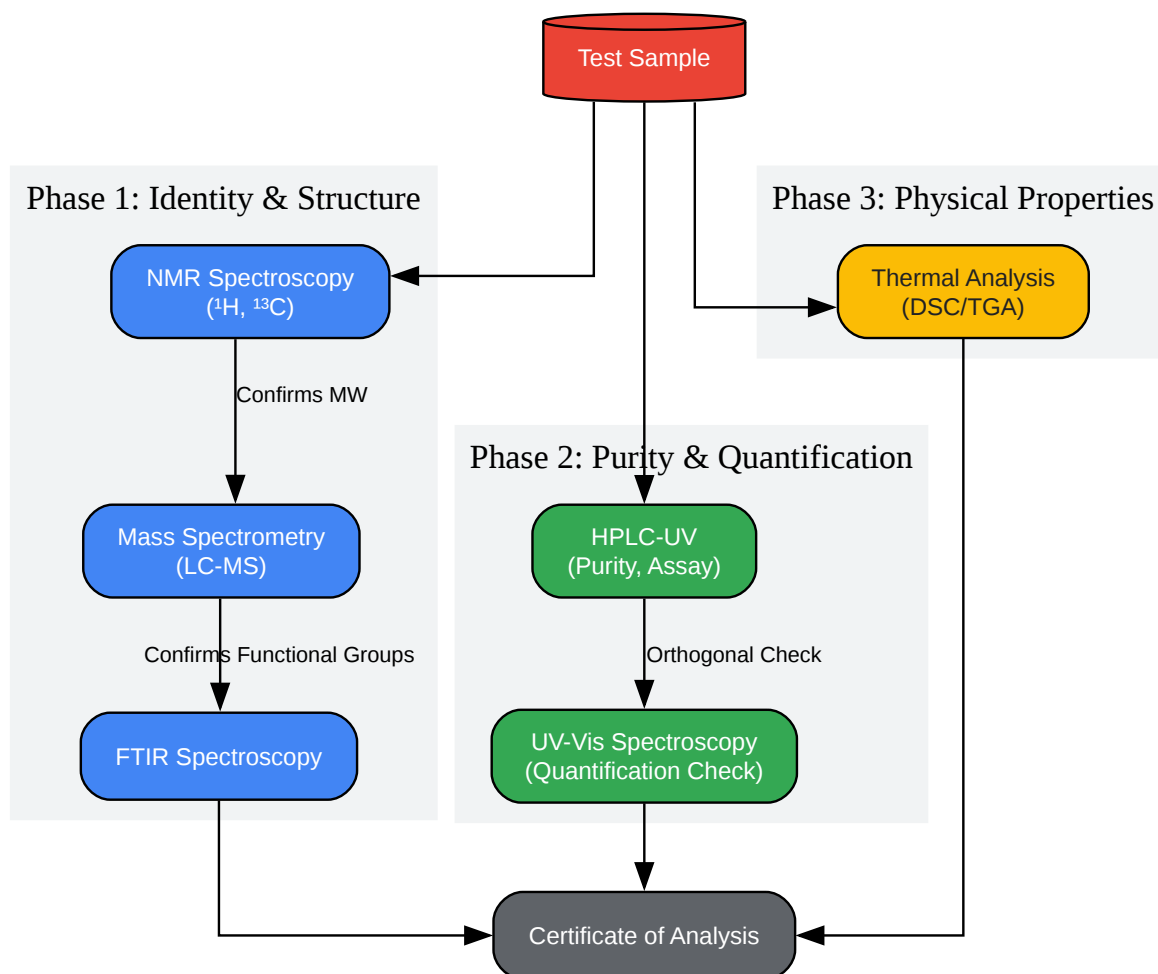 Test Sample
Phase 1: Identity & Structure
NMR Spectroscopy
(¹H, ¹³C)
Confirms MW
Mass Spectrometry
(LC-MS)
Confirms Functional Groups
FTIR Spectroscopy
Phase 2: Purity & Quantification
HPLC-UV
(Purity, Assay)
Orthogonal Check
UV-Vis Spectroscopy
(Quantification Check)
Phase 3: Physical Properties
Thermal Analysis
(DSC/TGA)
Certificate of Analysis